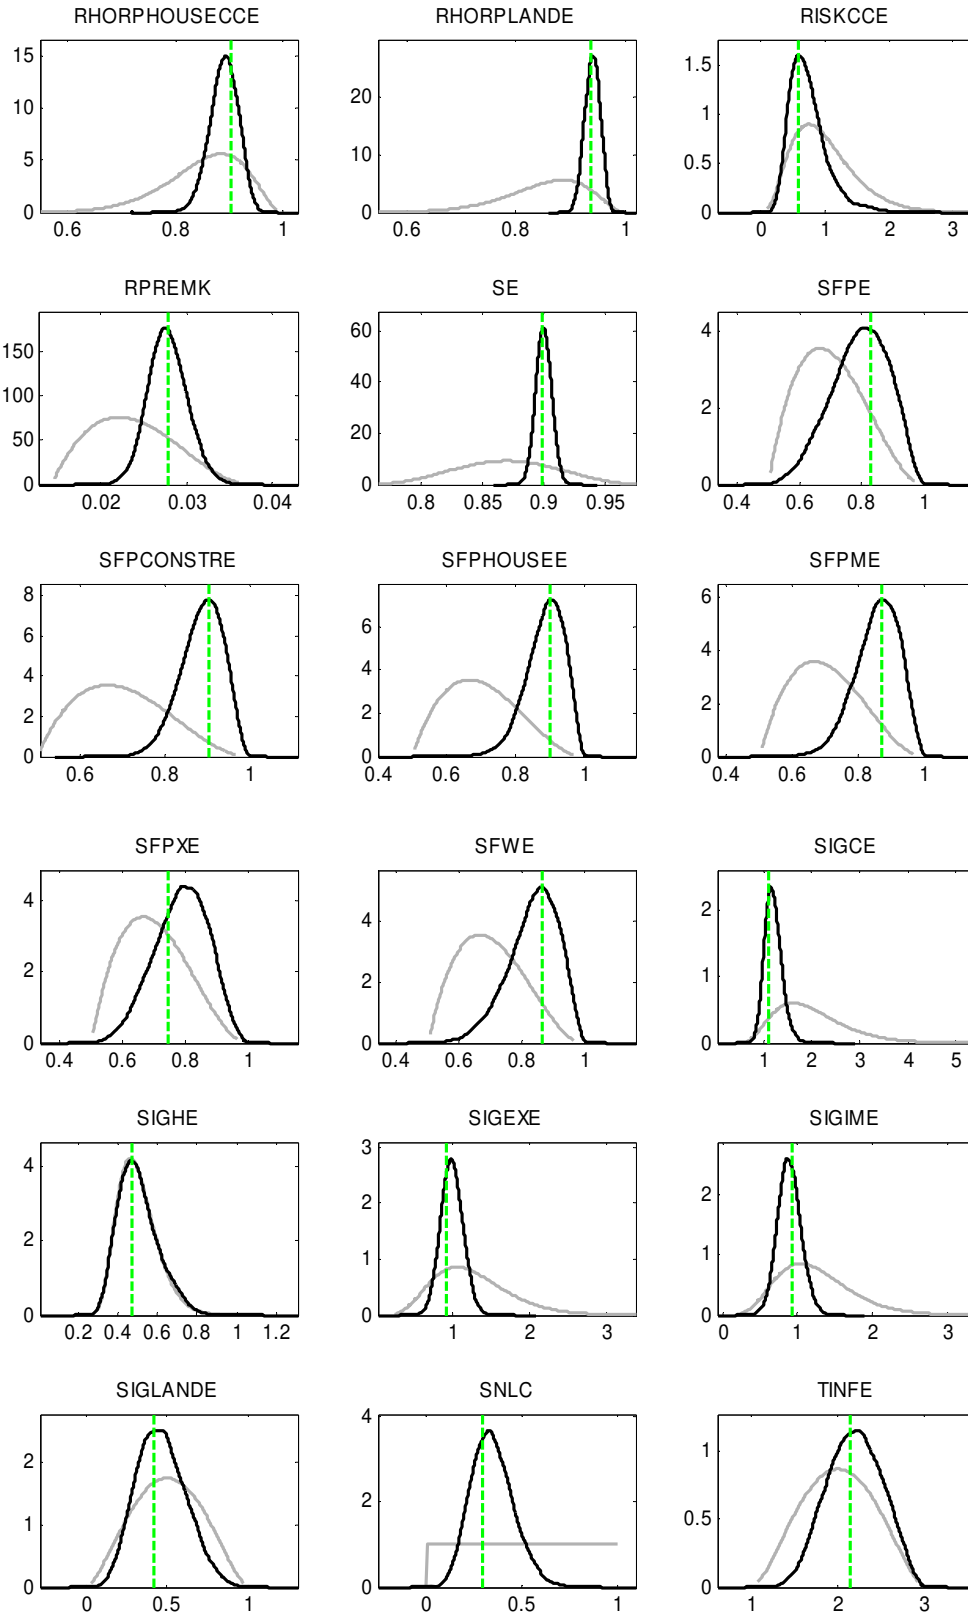 RHORPHOUSECCE RHORPLANDE RISKCCE
15 20 1.5
10 10 1
5 0 0.5
0 0
0.6 0.8 1 0.6 0.8 1 0 1 2 3
RPREMK SE SFPE
150 60 4
100 40 2
50 20 0
0 0
0.02 0.03 0.04 0.8 0.85 0.9 0.95 0.4 0.6 0.8 1
SFPCONSTRE SFPHOUSEE SFPME
8 6 6
6 4 4
4 2 2
2 0 0
0
0.6 0.8 1 0.4 0.6 0.8 1 0.4 0.6 0.8 1
SFPXE SFWE SIGCE
4 4 2
2 2 1
0 0 0
0.4 0.6 0.8 1 0.4 0.6 0.8 1 1 2 3 4 5
SIGHE SIGEXE SIGIME
4 3 2
2 2 1
0 1 0
0
0.2 0.4 0.6 0.8 1 1.2 1 2 3 0 1 2 3
SIGLANDE SNLC TINFE
2 4 1
1 2 0.5
0 0 0
0 0.5 1 0 0.5 1 1 2 3